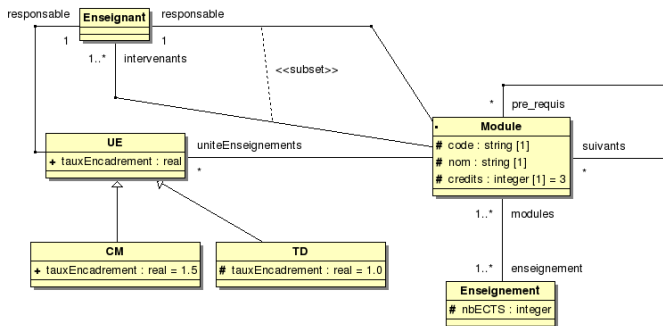 responsable
Enseignant
responsable
1
1
1..*
intervenants
<<subset>>
*
pre_requis
UE
+ tauxEncadrement : real
uniteEnseignements
*
Module
# code : string [1]
# nom : string [1]
# credits : integer [1] = 3
suivants
*
CM
+ tauxEncadrement : real = 1.5
TD
# tauxEncadrement : real = 1.0
1..*
modules
1..*
enseignement
Enseignement
# nbECTS : integer